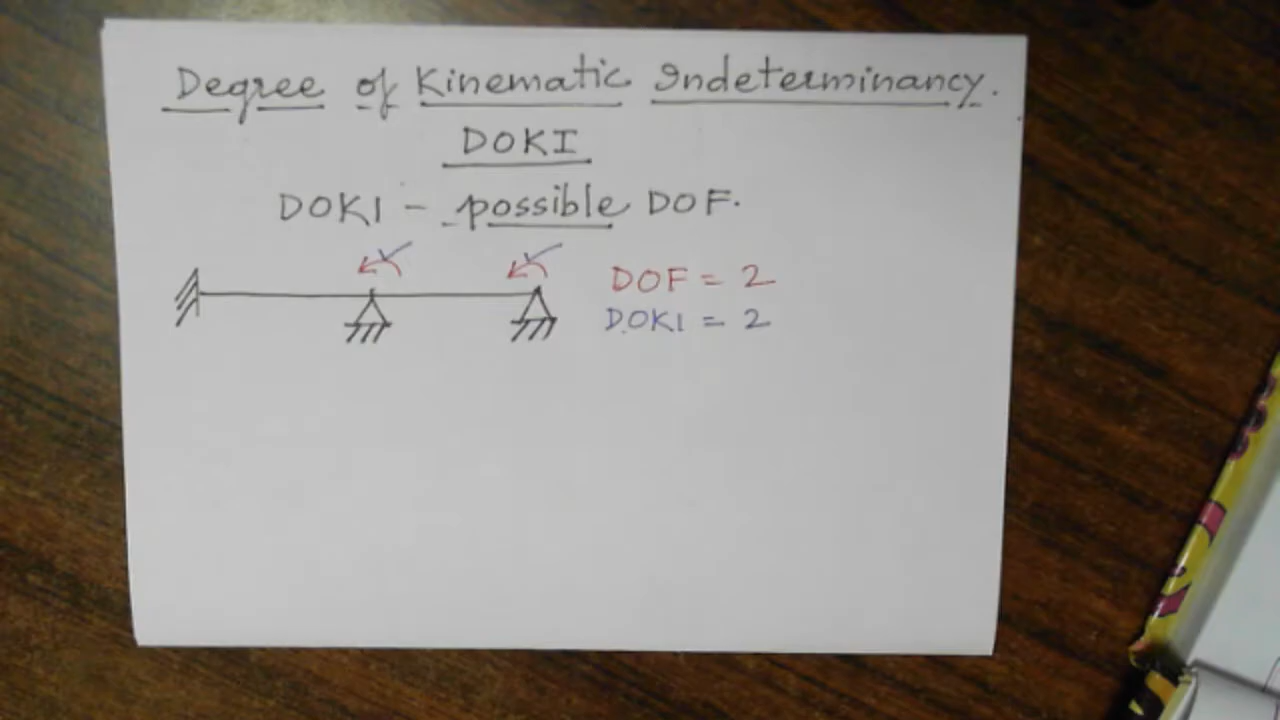 Degree of Kinematic Indeterminancy.
DOKI
DOKI - possible DOF.
DOF = 2
DOKI = 2